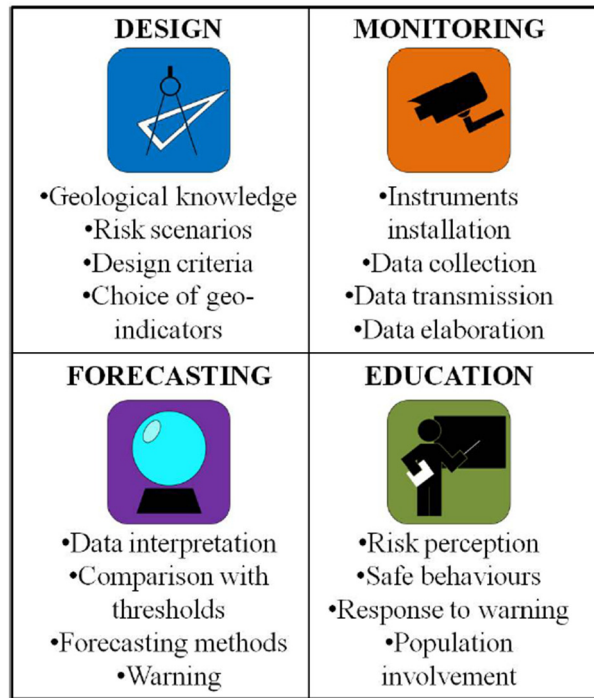 DESIGN
•Geological knowledge
•Risk scenarios
•Design criteria
•Choice of geo-
indicators
MONITORING
•Instruments
installation
•Data collection
•Data transmission
•Data elaboration
FORECASTING
•Data interpretation
•Comparison with
thresholds
•Forecasting methods
•Warning
EDUCATION
•Risk perception
•Safe behaviours
•Response to warning
•Population
involvement